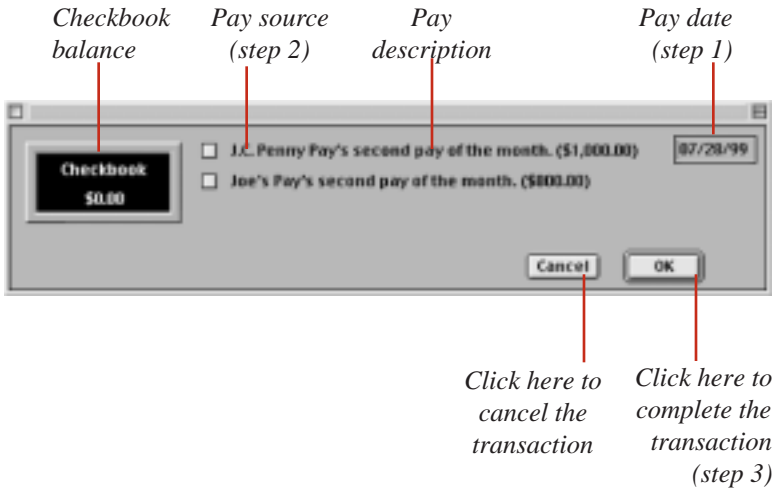 Checkbook
balance
Pay source
(step 2)
Pay
description
Pay date
(step 1)
Checkbook
$0.00
J.C. Penny Pay's second pay of the month. ($1,000.00)
07/28/99
Joe's Pay's second pay of the month. ($800.00)
Cancel
OK
Click here to
cancel the
transaction
Click here to
complete the
transaction
(step 3)